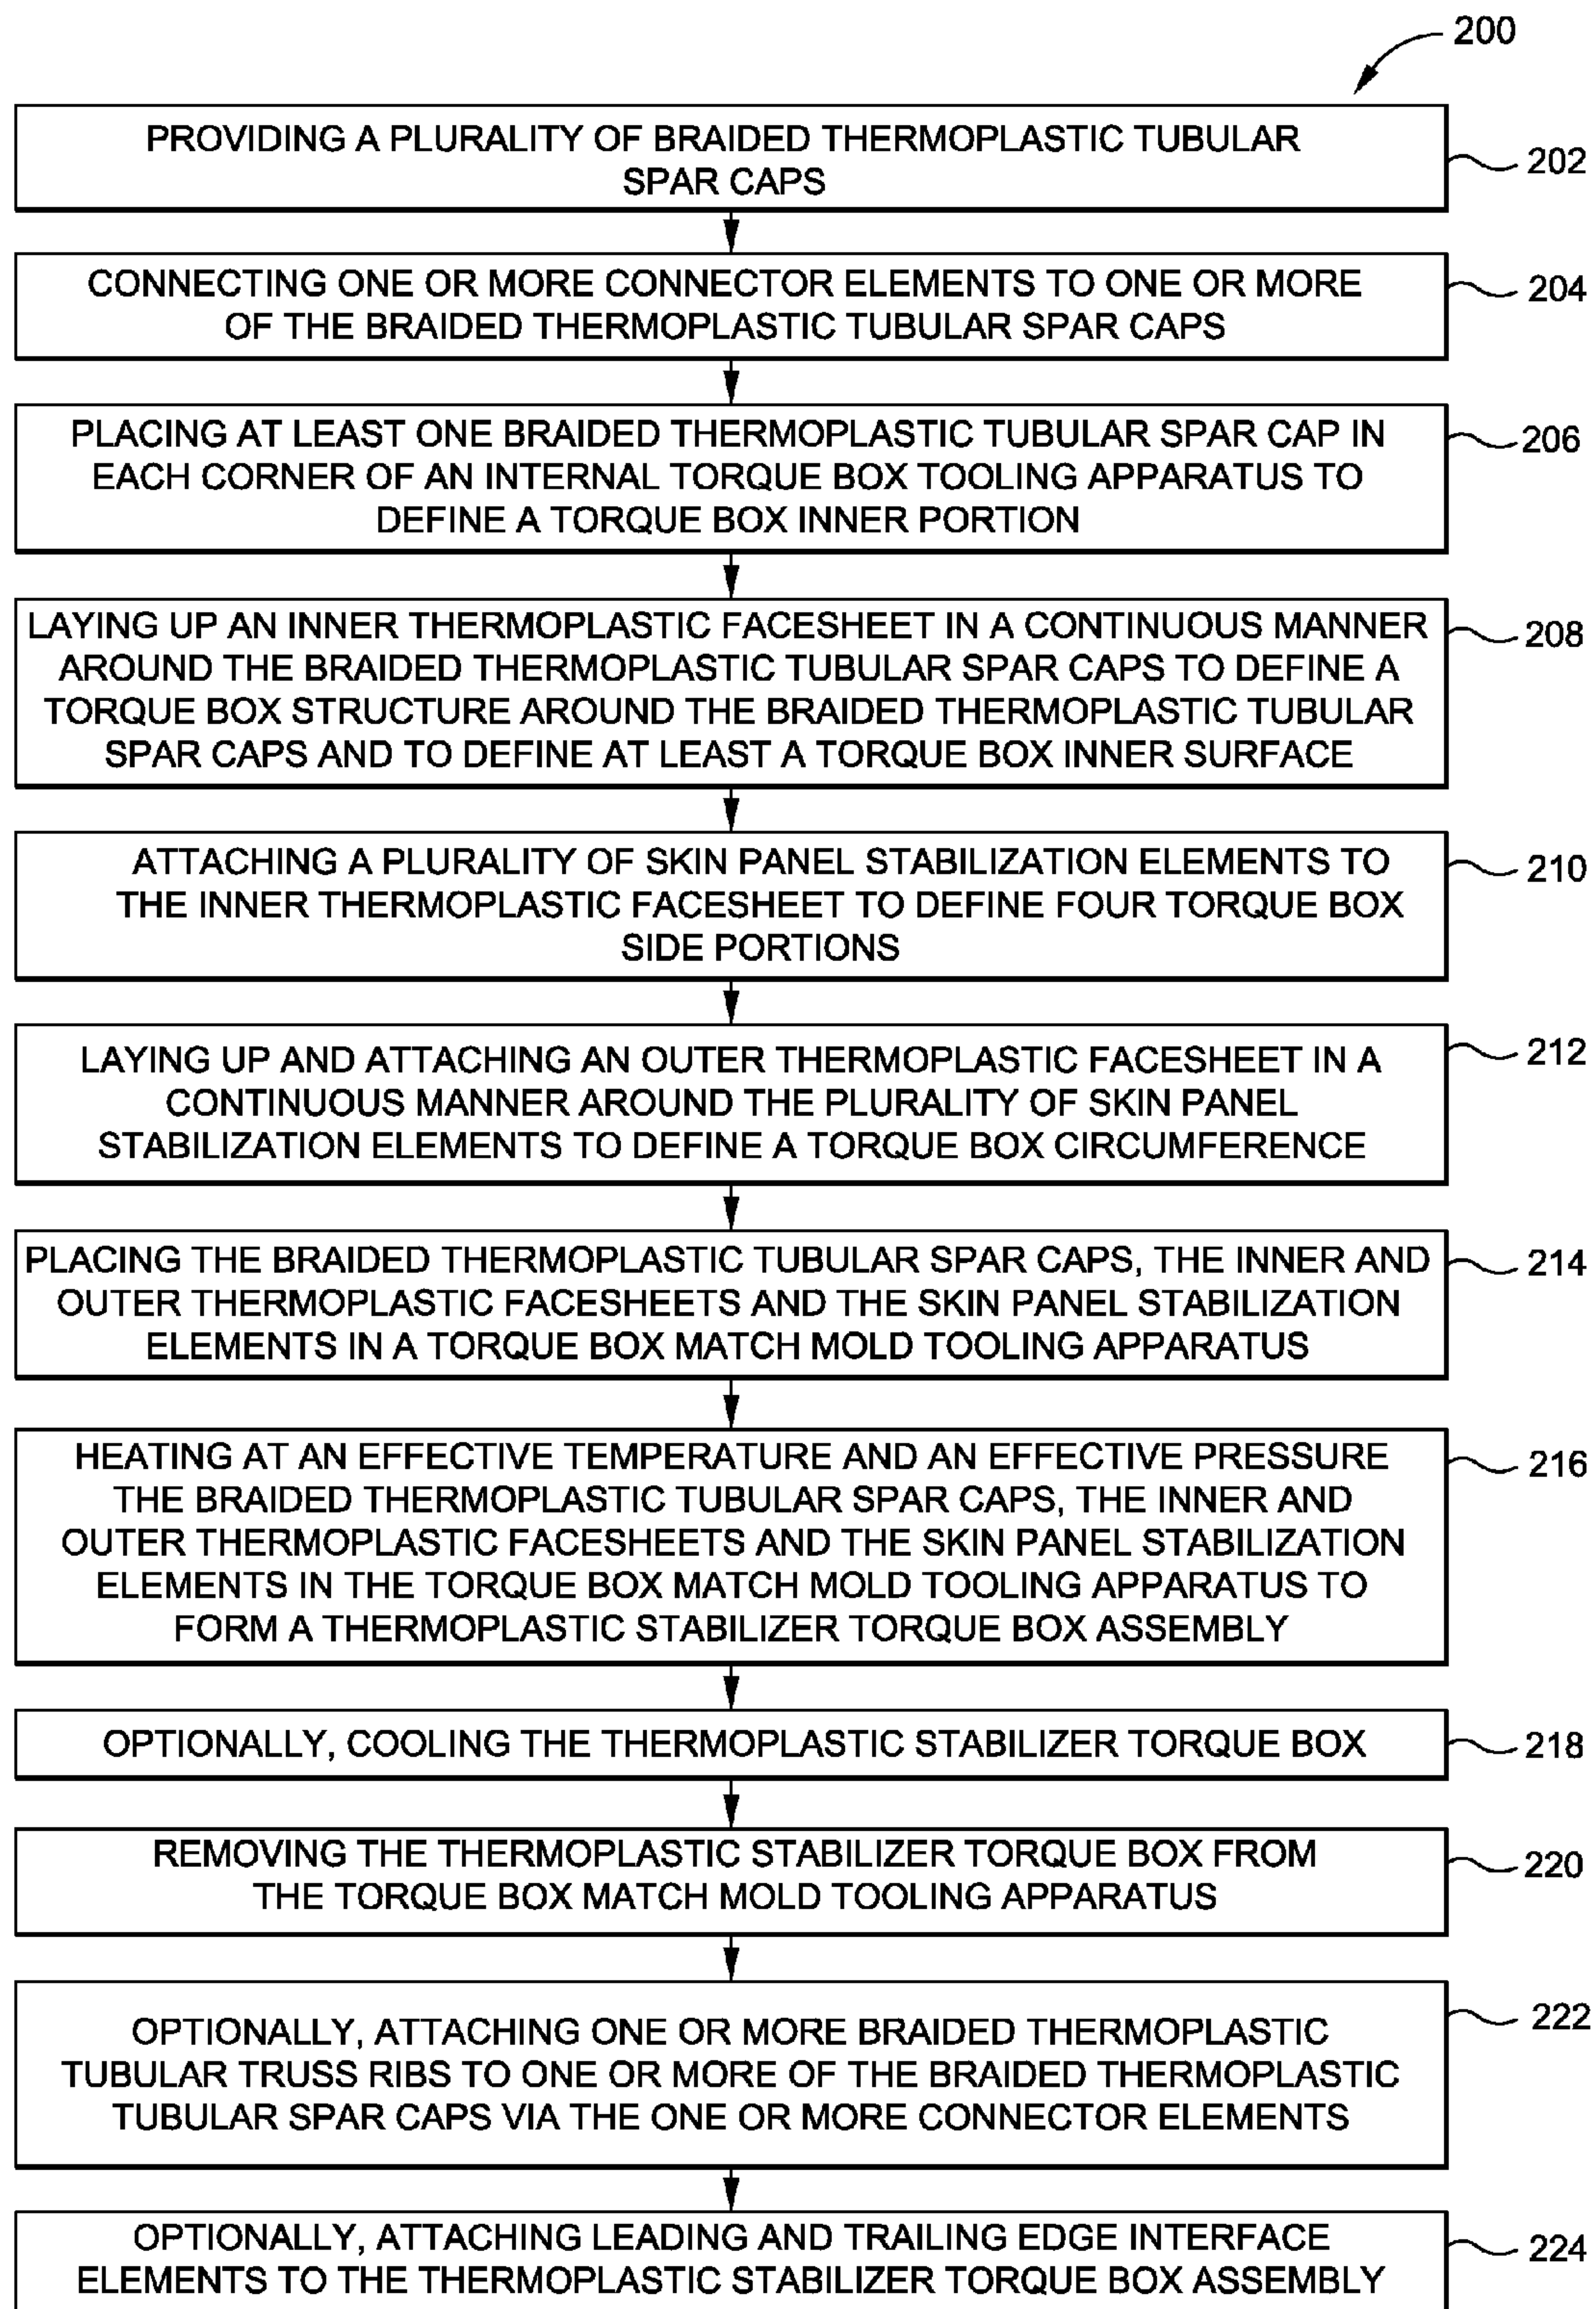 200
PROVIDING A PLURALITY OF BRAIDED THERMOPLASTIC TUBULAR
SPAR CAPS
202
CONNECTING ONE OR MORE CONNECTOR ELEMENTS TO ONE OR MORE
OF THE BRAIDED THERMOPLASTIC TUBULAR SPAR CAPS
204
PLACING AT LEAST ONE BRAIDED THERMOPLASTIC TUBULAR SPAR CAP IN
EACH CORNER OF AN INTERNAL TORQUE BOX TOOLING APPARATUS TO
DEFINE A TORQUE BOX INNER PORTION
206
LAYING UP AN INNER THERMOPLASTIC FACESHEET IN A CONTINUOUS MANNER
AROUND THE BRAIDED THERMOPLASTIC TUBULAR SPAR CAPS TO DEFINE A
TORQUE BOX STRUCTURE AROUND THE BRAIDED THERMOPLASTIC TUBULAR
SPAR CAPS AND TO DEFINE AT LEAST A TORQUE BOX INNER SURFACE
208
ATTACHING A PLURALITY OF SKIN PANEL STABILIZATION ELEMENTS TO
THE INNER THERMOPLASTIC FACESHEET TO DEFINE FOUR TORQUE BOX
SIDE PORTIONS
210
LAYING UP AND ATTACHING AN OUTER THERMOPLASTIC FACESHEET IN A
CONTINUOUS MANNER AROUND THE PLURALITY OF SKIN PANEL
STABILIZATION ELEMENTS TO DEFINE A TORQUE BOX CIRCUMFERENCE
212
PLACING THE BRAIDED THERMOPLASTIC TUBULAR SPAR CAPS, THE INNER AND
OUTER THERMOPLASTIC FACESHEETS AND THE SKIN PANEL STABILIZATION
ELEMENTS IN A TORQUE BOX MATCH MOLD TOOLING APPARATUS
214
HEATING AT AN EFFECTIVE TEMPERATURE AND AN EFFECTIVE PRESSURE
THE BRAIDED THERMOPLASTIC TUBULAR SPAR CAPS, THE INNER AND
OUTER THERMOPLASTIC FACESHEETS AND THE SKIN PANEL STABILIZATION
ELEMENTS IN THE TORQUE BOX MATCH MOLD TOOLING APPARATUS TO
FORM A THERMOPLASTIC STABILIZER TORQUE BOX ASSEMBLY
216
OPTIONALLY, COOLING THE THERMOPLASTIC STABILIZER TORQUE BOX
218
REMOVING THE THERMOPLASTIC STABILIZER TORQUE BOX FROM
THE TORQUE BOX MATCH MOLD TOOLING APPARATUS
220
OPTIONALLY, ATTACHING ONE OR MORE BRAIDED THERMOPLASTIC
TUBULAR TRUSS RIBS TO ONE OR MORE OF THE BRAIDED THERMOPLASTIC
TUBULAR SPAR CAPS VIA THE ONE OR MORE CONNECTOR ELEMENTS
222
OPTIONALLY, ATTACHING LEADING AND TRAILING EDGE INTERFACE
ELEMENTS TO THE THERMOPLASTIC STABILIZER TORQUE BOX ASSEMBLY
224